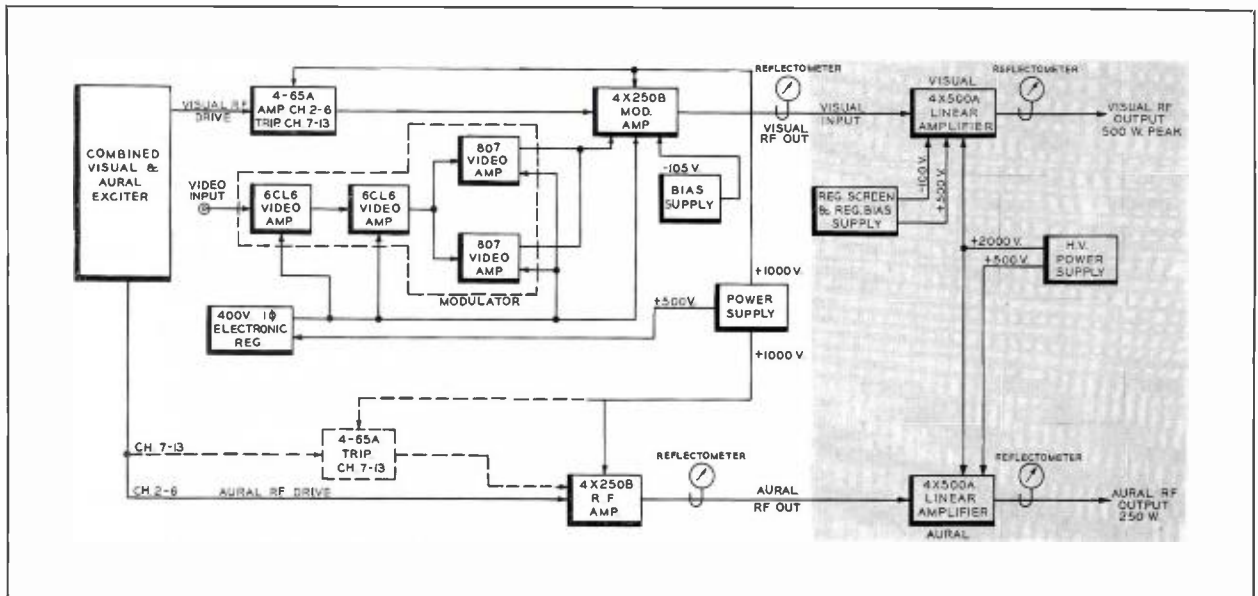 COMBINED
VISUAL &
AURAL
EXCITER
VISUAL RF
DRIVE
4-65A
AMP CH 2-6
TRIP. CH 7-13
VIDEO
INPUT
6CL6
VIDEO
AMP
6CL6
VIDEO
AMP
807
VIDEO
AMP
807
VIDEO
AMP
MODULATOR
400V 1Φ
ELECTRONIC
REG
4X250B
MOD.
AMP
-105 V
BIAS
SUPPLY
+1000 V
+500V
POWER
SUPPLY
+1000 V
REFLECTOMETER
VISUAL
RF OUT
VISUAL
INPUT
VISUAL
4X500A
LINEAR
AMPLIFIER
REFLECTOMETER
VISUAL RF
OUTPUT
500 W. PEAK
-100 V.
+500 V.
REG. SCREEN
& REG. BIAS
SUPPLY
+2000 V.
+500 V.
H.V.
POWER
SUPPLY
CH. 7-13
4-65A
TRIP.
CH 7-13
CH 2-6 AURAL RF DRIVE
4X250B
R F
AMP
REFLECTOMETER
AURAL
RF OUT
4X500A
LINEAR
AMPLIFIER
AURAL
REFLECTOMETER
AURAL RF
OUTPUT
250 W.